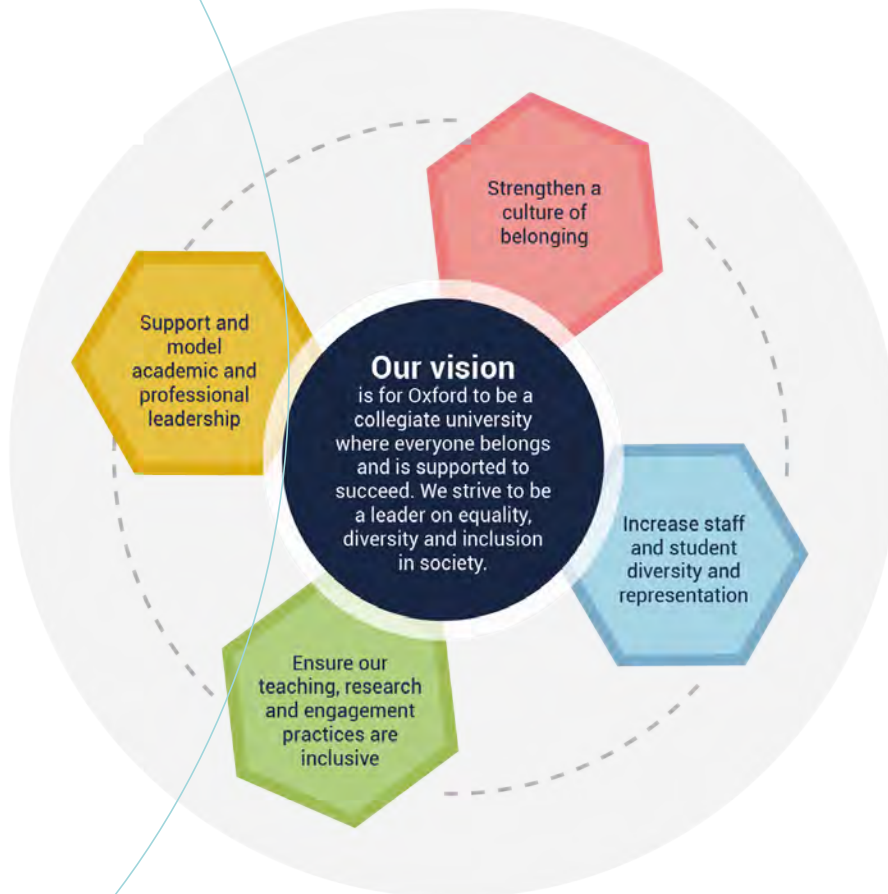 Strengthen a
culture of
belonging
Support and
model
academic and
professional
leadership
Our vision
is for Oxford to be a
collegiate university
where everyone belongs
and is supported to
succeed. We strive to be
a leader on equality,
diversity and inclusion
in society.
Increase staff
and student
diversity and
representation
Ensure our
teaching, research
and engagement
practices are
inclusive